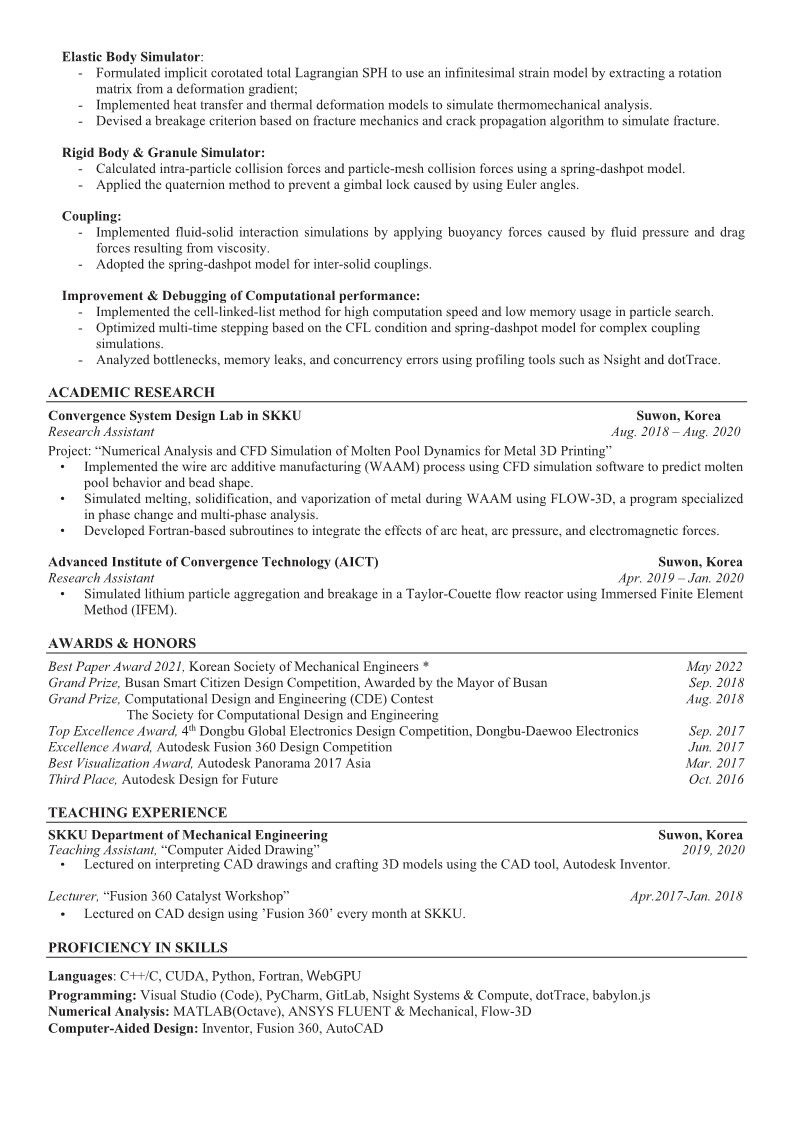 Elastic Body Simulator:
- Formulated implicit corotated total Lagrangian SPH to use an infinitesimal strain model by extracting a rotation
matrix from a deformation gradient;
- Implemented heat transfer and thermal deformation models to simulate thermomechanical analysis.
- Devised a breakage criterion based on fracture mechanics and crack propagation algorithm to simulate fracture.
Rigid Body & Granule Simulator:
- Calculated intra-particle collision forces and particle-mesh collision forces using a spring-dashpot model.
- Applied the quaternion method to prevent a gimbal lock caused by using Euler angles.
Coupling:
- Implemented fluid-solid interaction simulations by applying buoyancy forces caused by fluid pressure and drag
forces resulting from viscosity.
- Adopted the spring-dashpot model for inter-solid couplings.
Improvement & Debugging of Computational performance:
- Implemented the cell-linked-list method for high computation speed and low memory usage in particle search.
- Optimized multi-time stepping based on the CFL condition and spring-dashpot model for complex coupling
simulations.
- Analyzed bottlenecks, memory leaks, and concurrency errors using profiling tools such as Nsight and dotTrace.
ACADEMIC RESEARCH
Convergence System Design Lab in SKKU Suwon, Korea
Research Assistant Aug. 2018 – Aug. 2020
Project: “Numerical Analysis and CFD Simulation of Molten Pool Dynamics for Metal 3D Printing”
• Implemented the wire arc additive manufacturing (WAAM) process using CFD simulation software to predict molten
pool behavior and bead shape.
• Simulated melting, solidification, and vaporization of metal during WAAM using FLOW-3D, a program specialized
in phase change and multi-phase analysis.
• Developed Fortran-based subroutines to integrate the effects of arc heat, arc pressure, and electromagnetic forces.
Advanced Institute of Convergence Technology (AICT) Suwon, Korea
Research Assistant Apr. 2019 – Jan. 2020
• Simulated lithium particle aggregation and breakage in a Taylor-Couette flow reactor using Immersed Finite Element
Method (IFEM).
AWARDS & HONORS
Best Paper Award 2021, Korean Society of Mechanical Engineers * May 2022
Grand Prize, Busan Smart Citizen Design Competition, Awarded by the Mayor of Busan Sep. 2018
Grand Prize, Computational Design and Engineering (CDE) Contest Aug. 2018
The Society for Computational Design and Engineering
Top Excellence Award, 4th Dongbu Global Electronics Design Competition, Dongbu-Daewoo Electronics Sep. 2017
Excellence Award, Autodesk Fusion 360 Design Competition Jun. 2017
Best Visualization Award, Autodesk Panorama 2017 Asia Mar. 2017
Third Place, Autodesk Design for Future Oct. 2016
TEACHING EXPERIENCE
SKKU Department of Mechanical Engineering Suwon, Korea
Teaching Assistant, “Computer Aided Drawing” 2019, 2020
• Lectured on interpreting CAD drawings and crafting 3D models using the CAD tool, Autodesk Inventor.
Lecturer, “Fusion 360 Catalyst Workshop” Apr.2017-Jan. 2018
• Lectured on CAD design using ’Fusion 360’ every month at SKKU.
PROFICIENCY IN SKILLS
Languages: C++/C, CUDA, Python, Fortran, WebGPU
Programming: Visual Studio (Code), PyCharm, GitLab, Nsight Systems & Compute, dotTrace, babylon.js
Numerical Analysis: MATLAB(Octave), ANSYS FLUENT & Mechanical, Flow-3D
Computer-Aided Design: Inventor, Fusion 360, AutoCAD